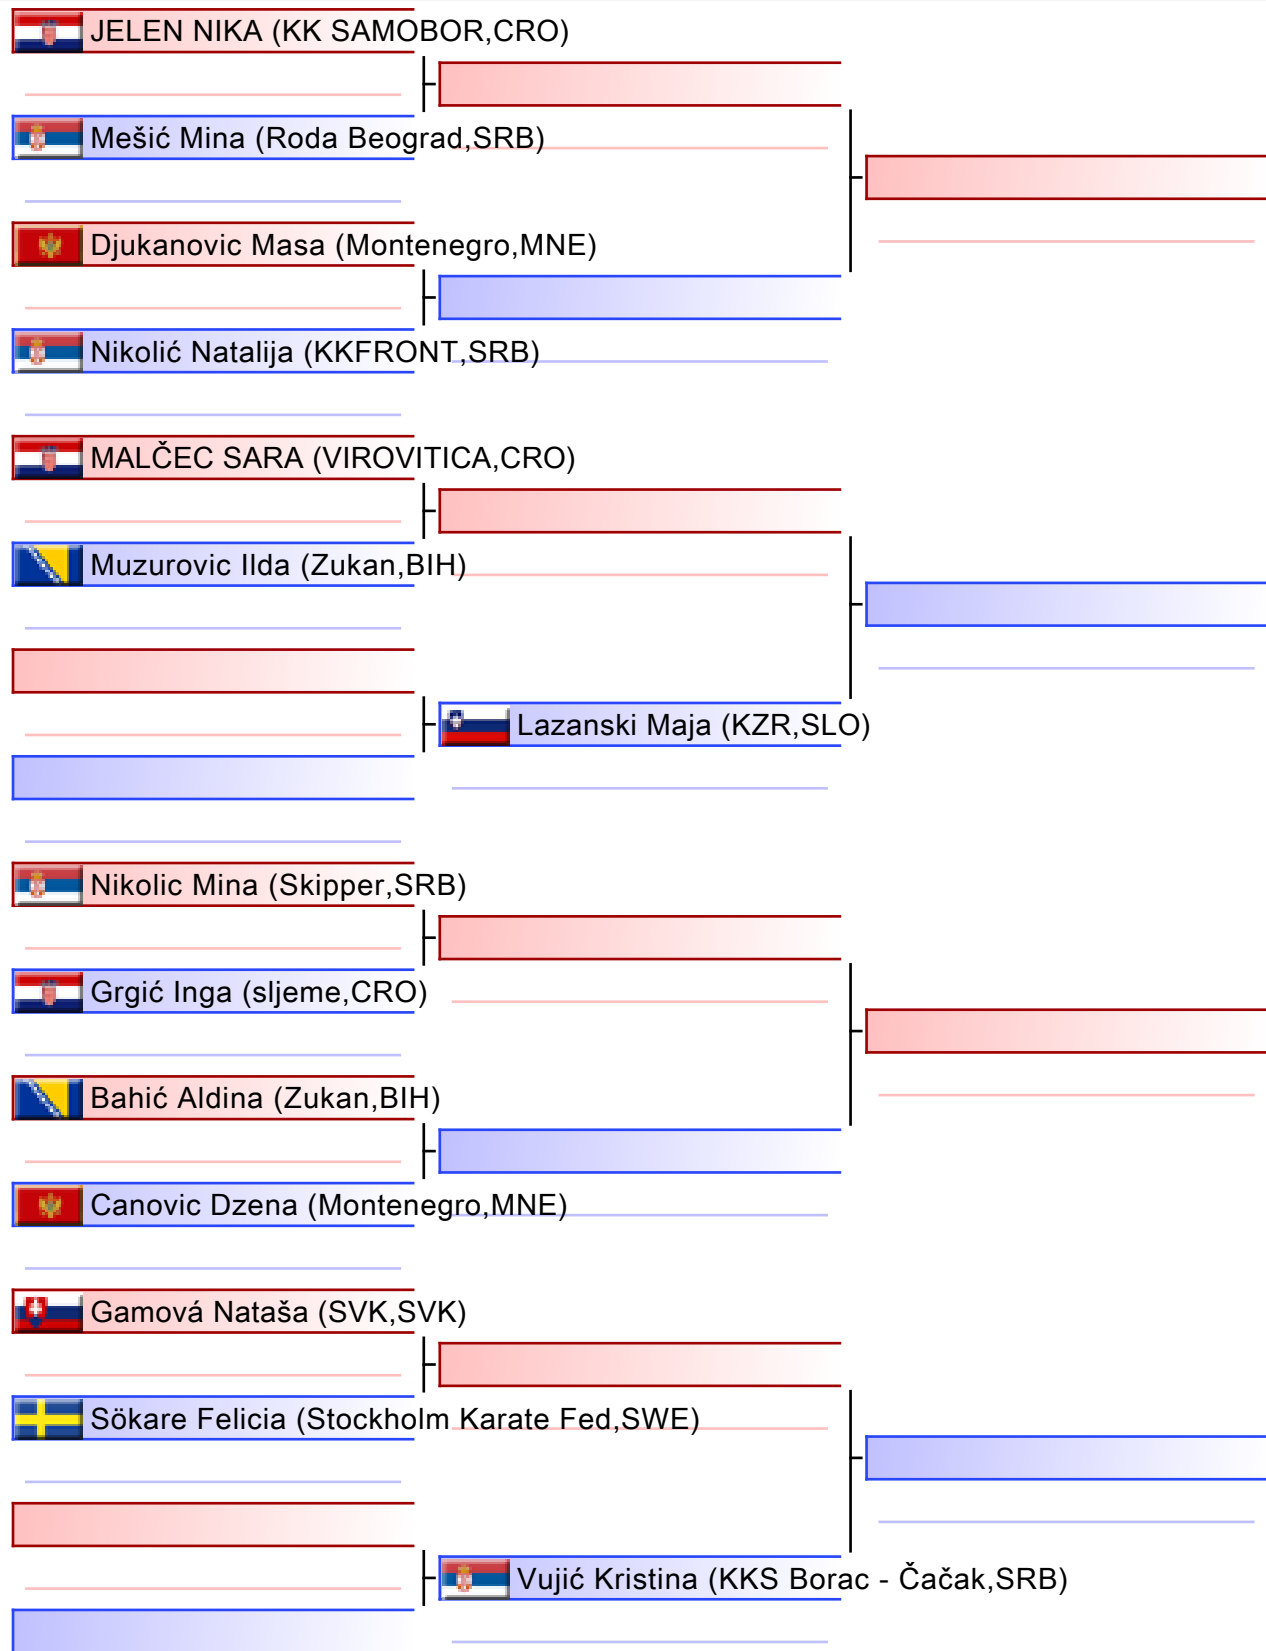 JELEN NIKA (KK SAMOBOR,CRO)
Mešić Mina (Roda Beograd,SRB)
Djukanovic Masa (Montenegro,MNE)
Nikolić Natalija (KKFRONT,SRB)
MALČEC SARA (VIROVITICA,CRO)
Muzurovic Ilda (Zukan,BIH)
Lazanski Maja (KZR,SLO)
Nikolic Mina (Skipper,SRB)
Grgić Inga (sljeme,CRO)
Bahić Aldina (Zukan,BIH)
Canovic Dzena (Montenegro,MNE)
Gamová Nataša (SVK,SVK)
Sökare Felicia (Stockholm Karate Fed,SWE)
Vujić Kristina (KKS Borac - Čačak,SRB)